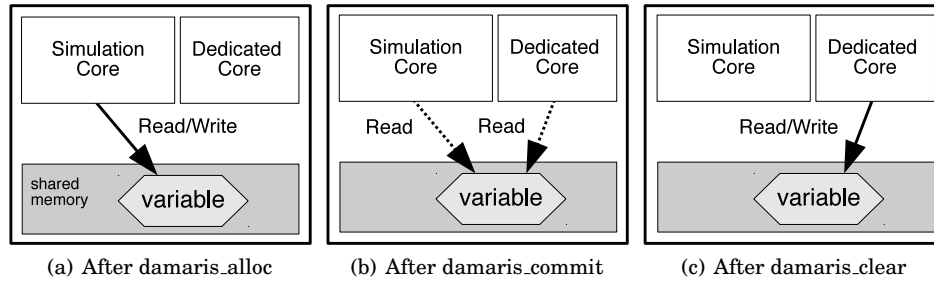 Simulation
Core
Dedicated
Core
Read/Write
shared
memory
variable
(a) After damaris_alloc
Simulation
Core
Dedicated
Core
Read
Read
variable
(b) After damaris_commit
Simulation
Core
Dedicated
Core
Read/Write
variable
(c) After damaris_clear